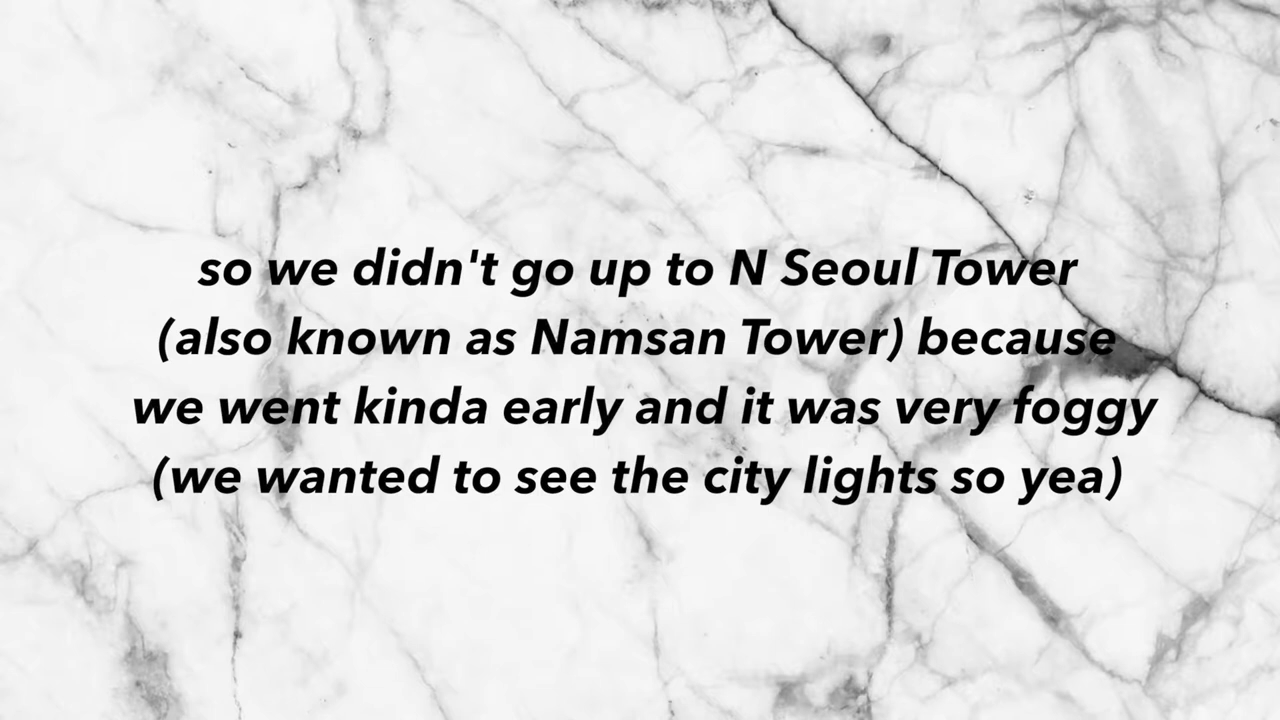 so we didn't go up to N Seoul Tower
(also known as Namsan Tower) because
we went kinda early and it was very foggy
(we wanted to see the city lights so yea)